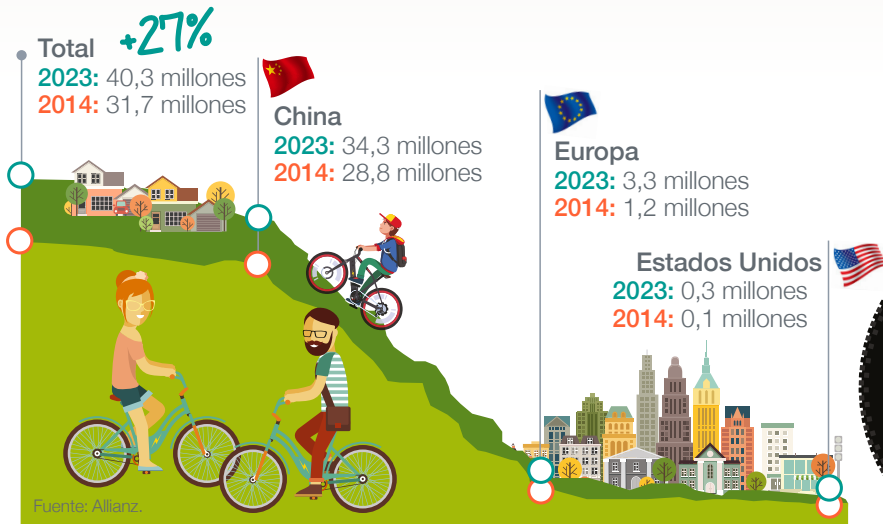 Total +27%
2023: 40,3 millones
2014: 31,7 millones
China
2023: 34,3 millones
2014: 28,8 millones
Europa
2023: 3,3 millones
2014: 1,2 millones
Estados Unidos
2023: 0,3 millones
2014: 0,1 millones
Fuente: Allianz.